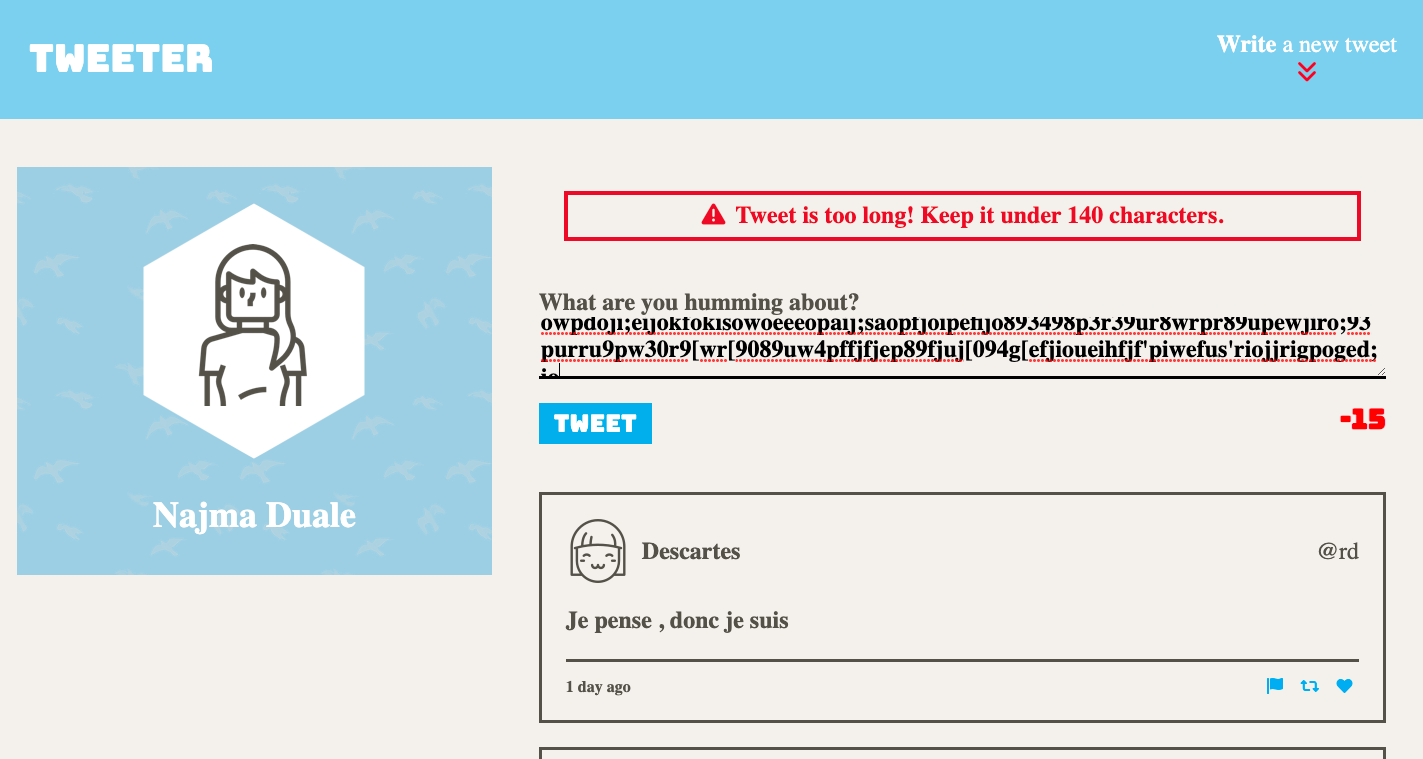 TWEETER
Write a new tweet
Najma Duale
Tweet is too long! Keep it under 140 characters.
What are you humming about?
owpdoji;eijokfokisowoeeeopaij;saopfjoipefijo893498p3r39ur8wrpr89upewjiro;93
purru9pw30r9[wr[9089uw4pffjfjep89fjuj[094g[efjioueihfjf'piwefus'riojjrigpoged;
TWEET
-15
Descartes
@rd
Je pense , donc je suis
1 day ago